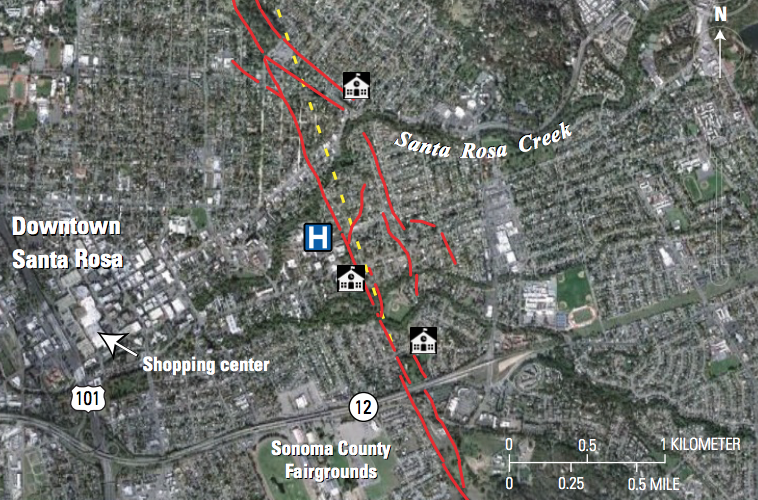 N
Santa Rosa Creek
Downtown
Santa Rosa
H
Shopping center
101
12
Sonoma County
Fairgrounds
0 0.5 1 KILOMETER
0 0.25 0.5 MILE